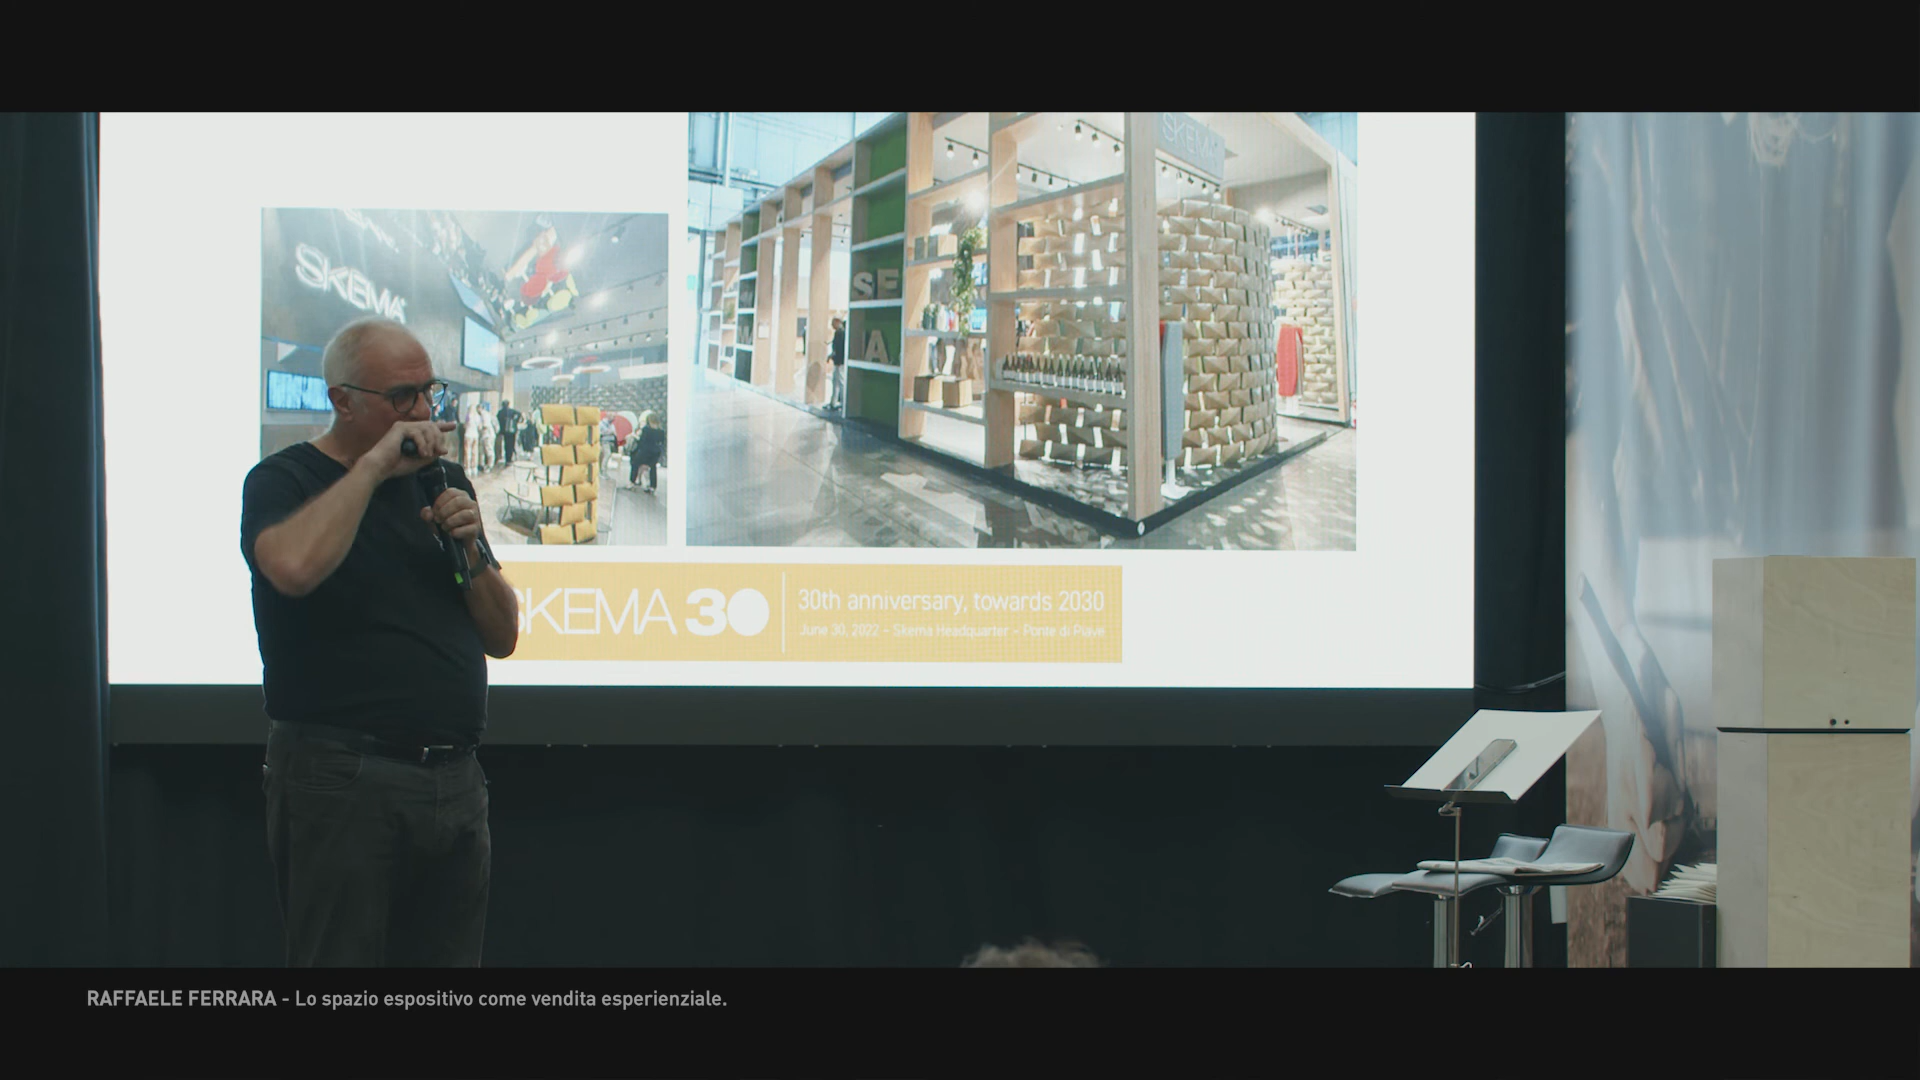 SKEMA
SKEMA
SE
A
SKEMA 30
30th anniversary, towards 2030
June 30, 2022 - Skema Headquarter - Ponte di Piave
RAFFAELE FERRARA - Lo spazio espositivo come vendita esperienziale.